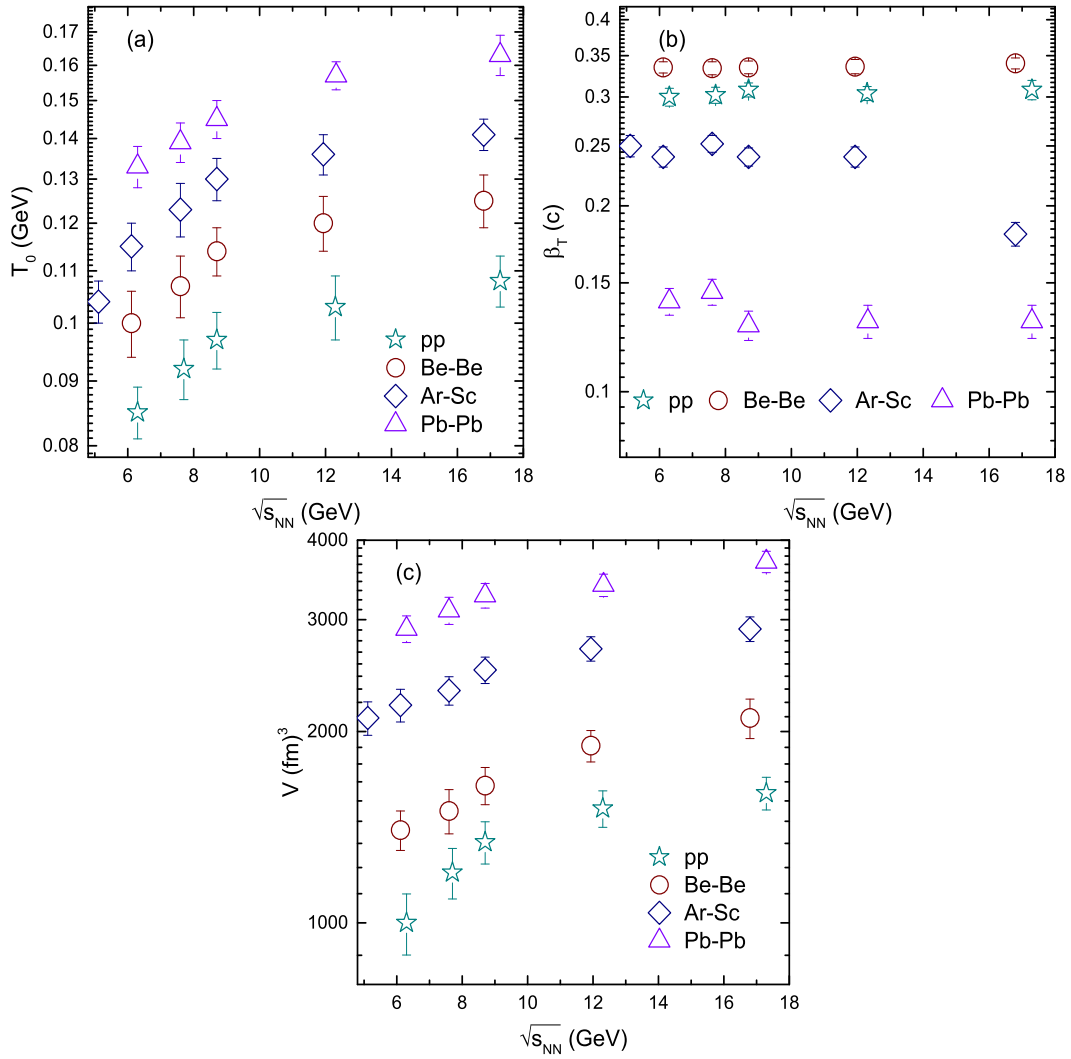 (a)
0.17
0.16
0.15
0.14
0.13
0.12
0.11
0.1
0.09
0.08
T₀ (GeV)
pp
Be-Be
Ar-Sc
Pb-Pb
6 8 10 12 14 16 18
√sNN (GeV)
(b)
0.4
0.35
0.3
0.25
0.2
0.15
0.1
βT (c)
pp Be-Be Ar-Sc Pb-Pb
6 8 10 12 14 16 18
√sNN (GeV)
(c)
4000
3000
2000
1000
V (fm)³
pp
Be-Be
Ar-Sc
Pb-Pb
6 8 10 12 14 16 18
√sNN (GeV)